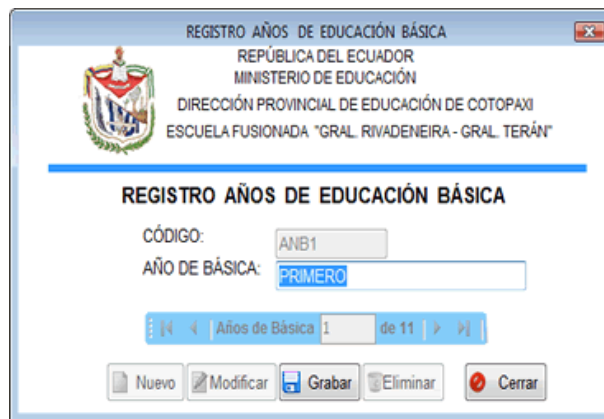 REGISTRO AÑOS DE EDUCACIÓN BÁSICA
REPÚBLICA DEL ECUADOR
MINISTERIO DE EDUCACIÓN
DIRECCIÓN PROVINCIAL DE EDUCACIÓN DE COTOPAXI
ESCUELA FUSIONADA "GRAL. RIVADENEIRA - GRAL. TERÁN"
REGISTRO AÑOS DE EDUCACIÓN BÁSICA
CÓDIGO: ANB1
AÑO DE BÁSICA: PRIMERO
Años de Básica 1 de 11
Nuevo Modificar Grabar Eliminar Cerrar